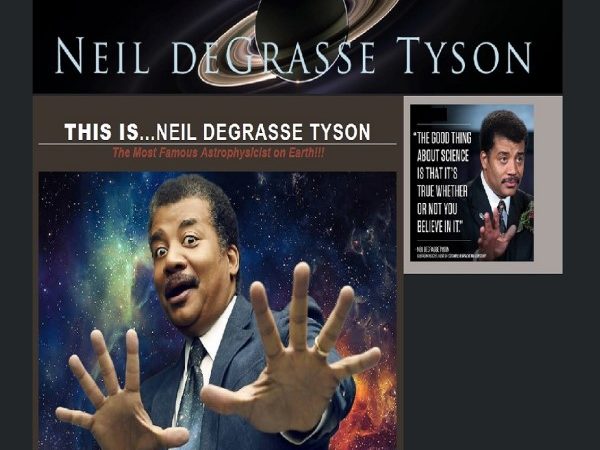 NEIL DEGRASSE TYSON
THIS IS...NEIL DEGRASSE TYSON
The Most Famous Astrophysicist on Earth!!!
"THE GOOD THING
ABOUT SCIENCE
IS THAT IT'S
TRUE WHETHER
OR NOT YOU
BELIEVE IN IT."
NEIL DEGRASSE TYSON